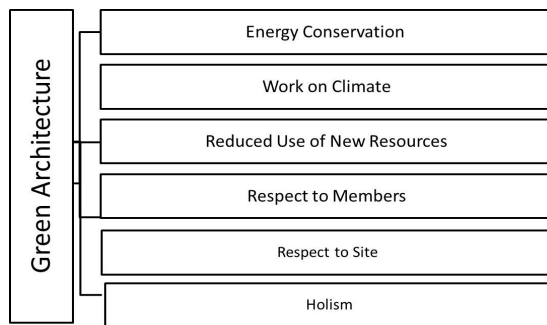 Green Architecture
Energy Conservation
Work on Climate
Reduced Use of New Resources
Respect to Members
Respect to Site
Holism